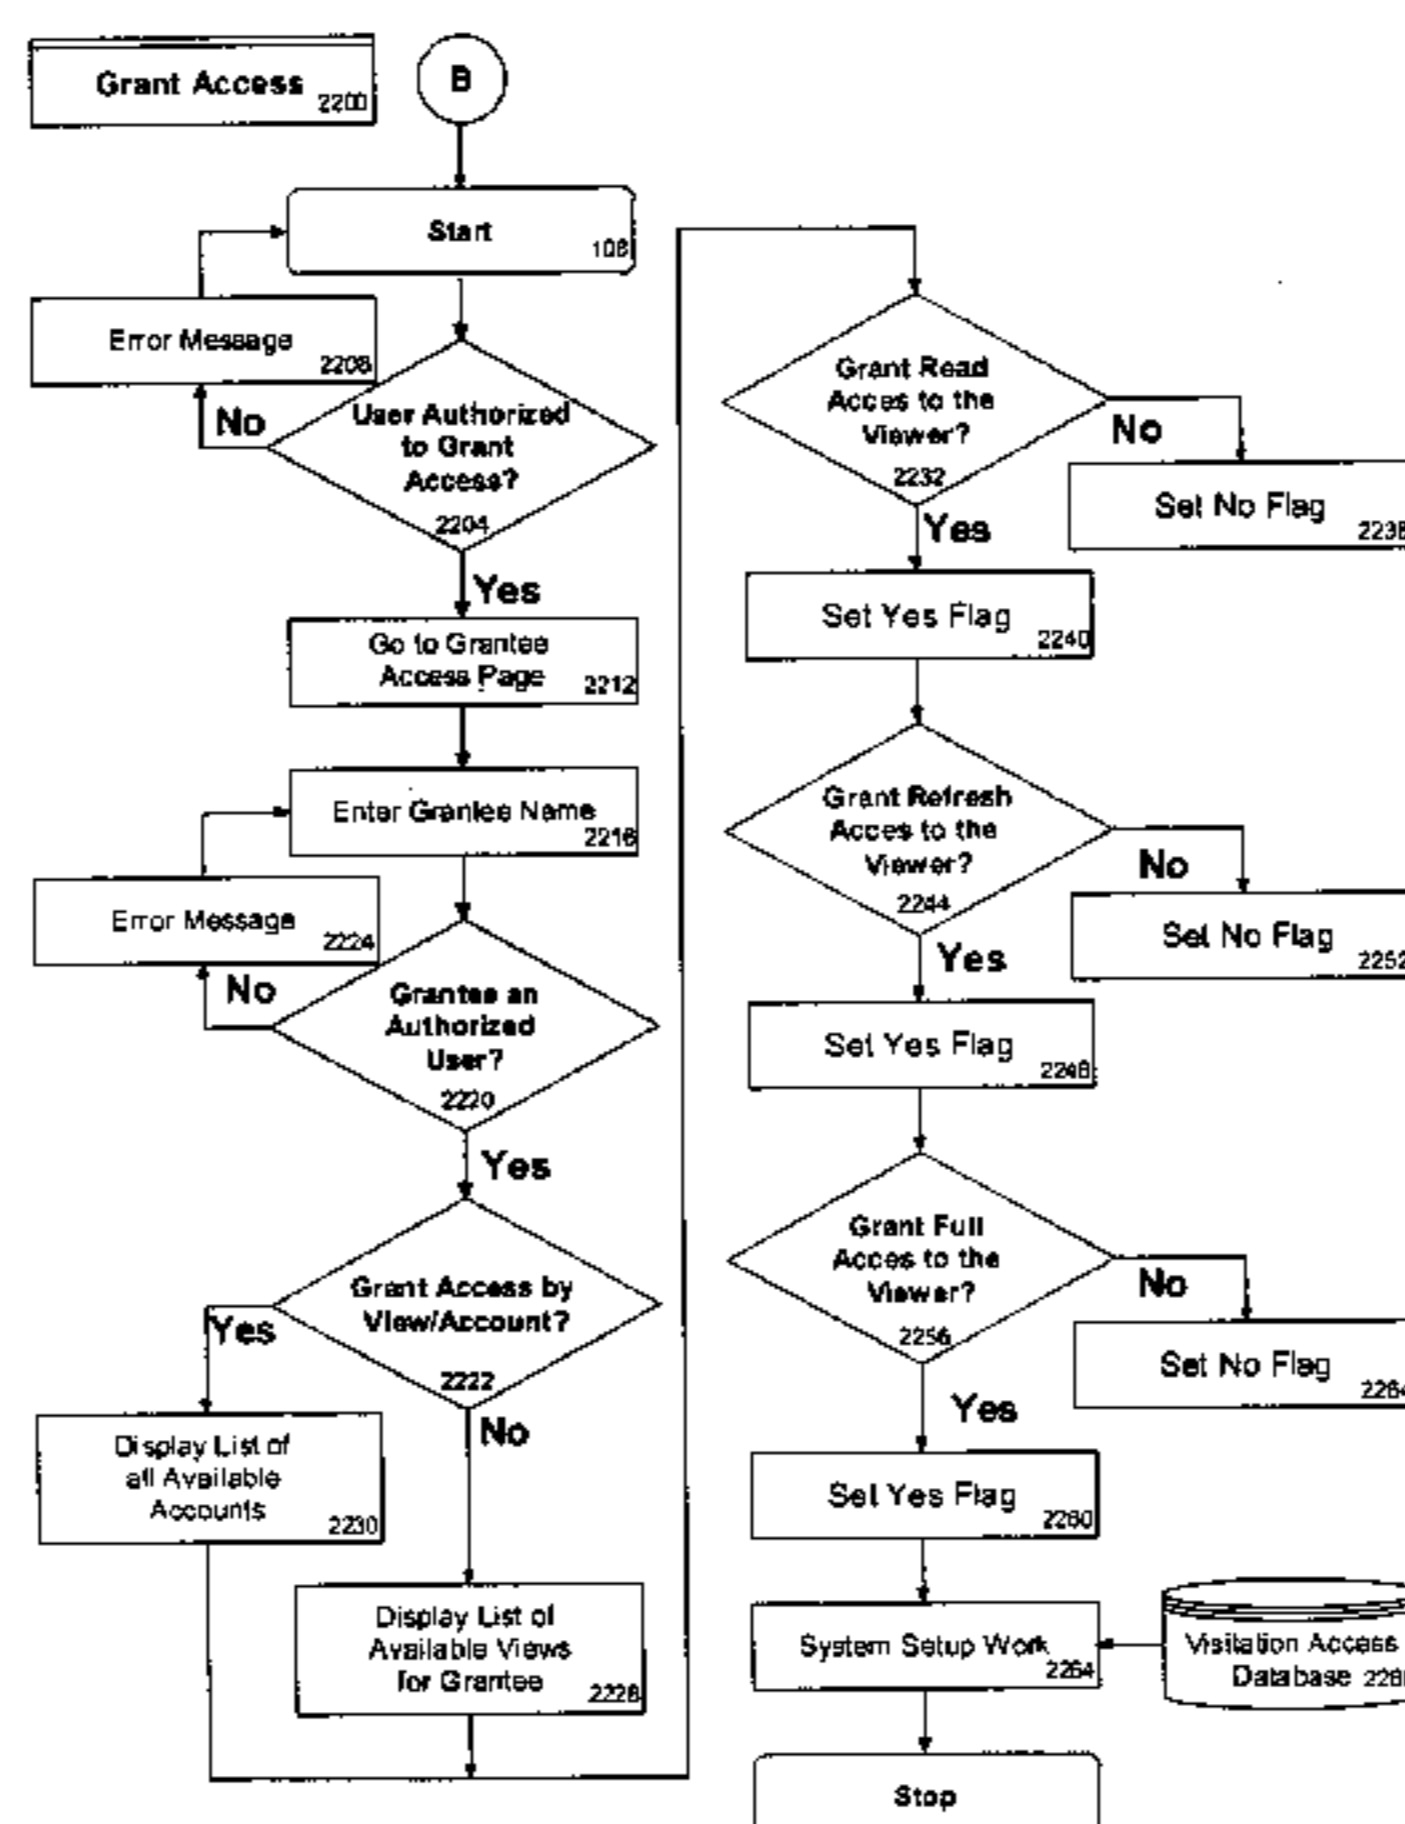 Grant Access
2200
B
Start
108
Error Message
2208
No
User Authorized
to Grant
Access?
2204
Yes
Go to Grantee
Access Page
2212
Enter Grantee Name
2216
Error Message
2224
No
Grantee an
Authorized
User?
2220
Yes
Grant Access by
View/Account?
2222
Yes
No
Display List of
all Available
Accounts
2230
Display List of
Available Views
for Grantee
2228
Grant Read
Acces to the
Viewer?
2232
No
Set No Flag
Yes
Set Yes Flag
2240
Grant Refresh
Acces to the
Viewer?
2244
No
Set No Flag
2252
Yes
Set Yes Flag
2248
Grant Full
Acces to the
Viewer?
2256
No
Set No Flag
2264
Yes
Set Yes Flag
2260
System Setup Work
2264
Visitation Access
Database
Stop